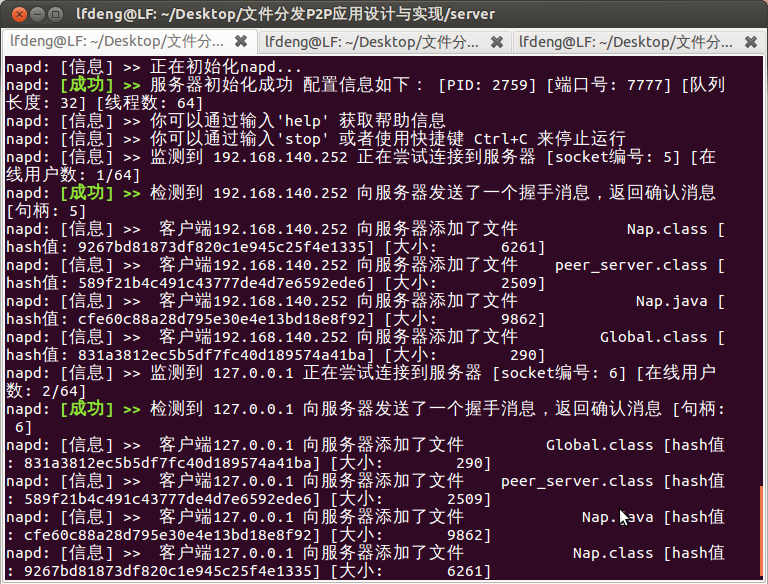 lfdeng@LF: ~/Desktop/文件分发P2P应用设计与实现/server
lfdeng@LF: ~/Desktop/文件分... lfdeng@LF: ~/Desktop/文件分... lfdeng@LF: ~/Desktop/文件分...
napd: [信息] >> 正在初始化napd...
napd: [成功] >> 服务器初始化成功 配置信息如下： [PID: 2759] [端口号: 7777] [队列
长度: 32] [线程数: 64]
napd: [信息] >> 你可以通过输入'help' 获取帮助信息
napd: [信息] >> 你可以通过输入'stop' 或者使用快捷键 Ctrl+C 来停止运行
napd: [信息] >> 监测到 192.168.140.252 正在尝试连接到服务器 [socket编号: 5] [在
线用户数: 1/64]
napd: [成功] >> 检测到 192.168.140.252 向服务器发送了一个握手消息，返回确认消息
[句柄: 5]
napd: [信息] >>  客户端192.168.140.252 向服务器添加了文件            Nap.class [
hash值: 9267bd81873df820c1e945c25f4e1335] [大小:       6261]
napd: [信息] >>  客户端192.168.140.252 向服务器添加了文件    peer_server.class [
hash值: 589f21b4c491c43777de4d7e6592ede6] [大小:       2509]
napd: [信息] >>  客户端192.168.140.252 向服务器添加了文件             Nap.java [
hash值: cfe60c88a28d795e30e4e13bd18e8f92] [大小:       9862]
napd: [信息] >>  客户端192.168.140.252 向服务器添加了文件         Global.class [
hash值: 831a3812ec5b5df7fc40d189574a41ba] [大小:        290]
napd: [信息] >> 监测到 127.0.0.1 正在尝试连接到服务器 [socket编号: 6] [在线用户
数: 2/64]
napd: [成功] >> 检测到 127.0.0.1 向服务器发送了一个握手消息，返回确认消息 [句柄:
 6]
napd: [信息] >>  客户端127.0.0.1 向服务器添加了文件         Global.class [hash值
: 831a3812ec5b5df7fc40d189574a41ba] [大小:        290]
napd: [信息] >>  客户端127.0.0.1 向服务器添加了文件    peer_server.class [hash值
: 589f21b4c491c43777de4d7e6592ede6] [大小:       2509]
napd: [信息] >>  客户端127.0.0.1 向服务器添加了文件             Nap.java [hash值
: cfe60c88a28d795e30e4e13bd18e8f92] [大小:       9862]
napd: [信息] >>  客户端127.0.0.1 向服务器添加了文件            Nap.class [hash值
: 9267bd81873df820c1e945c25f4e1335] [大小:       6261]